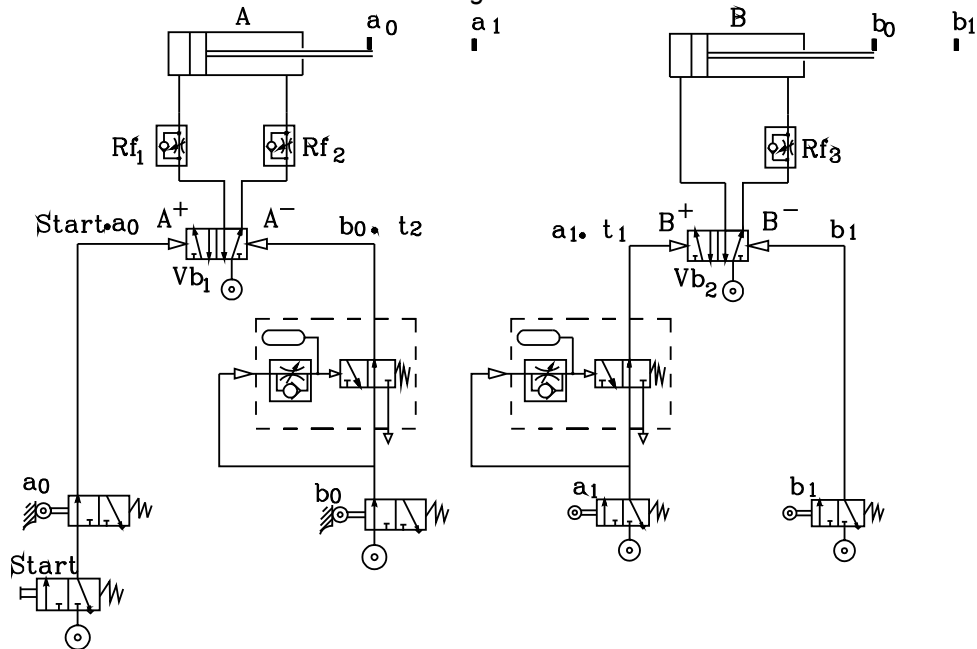 A
a0
a1
B
b0
b1
Rf1
Rf2
Rf3
Start•a0
A+
A−
b0• t2
a1• t1
B+
B−
b1
Vb1
Vb2
a0
b0
a1
b1
Start